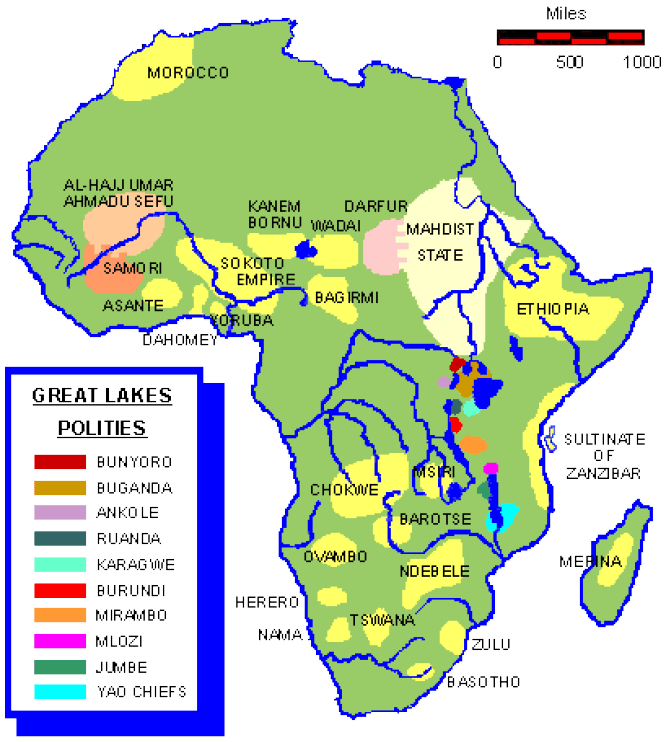 Miles
0 500 1000
MOROCCO
AL-HAJJ UMAR
AHMADU SEFU
KANEM
BORNU
WADAI
DARFUR
MAHDIST
STATE
SAMORI
SOKOTO
EMPIRE
BAGIRMI
ETHIOPIA
ASANTE
YORUBA
DAHOMEY
GREAT LAKES
POLITIES
BUNYORO
BUGANDA
ANKOLE
RUANDA
KARAGWE
BURUNDI
MIRAMBO
MLOZI
JUMBE
YAO CHIEFS
SULTINATE
OF
ZANZIBAR
MSIRI
CHOKWE
BAROTSE
OVAMBO
NDEBELE
MERINA
HERERO
NAMA
TSWANA
ZULU
BASOTHO